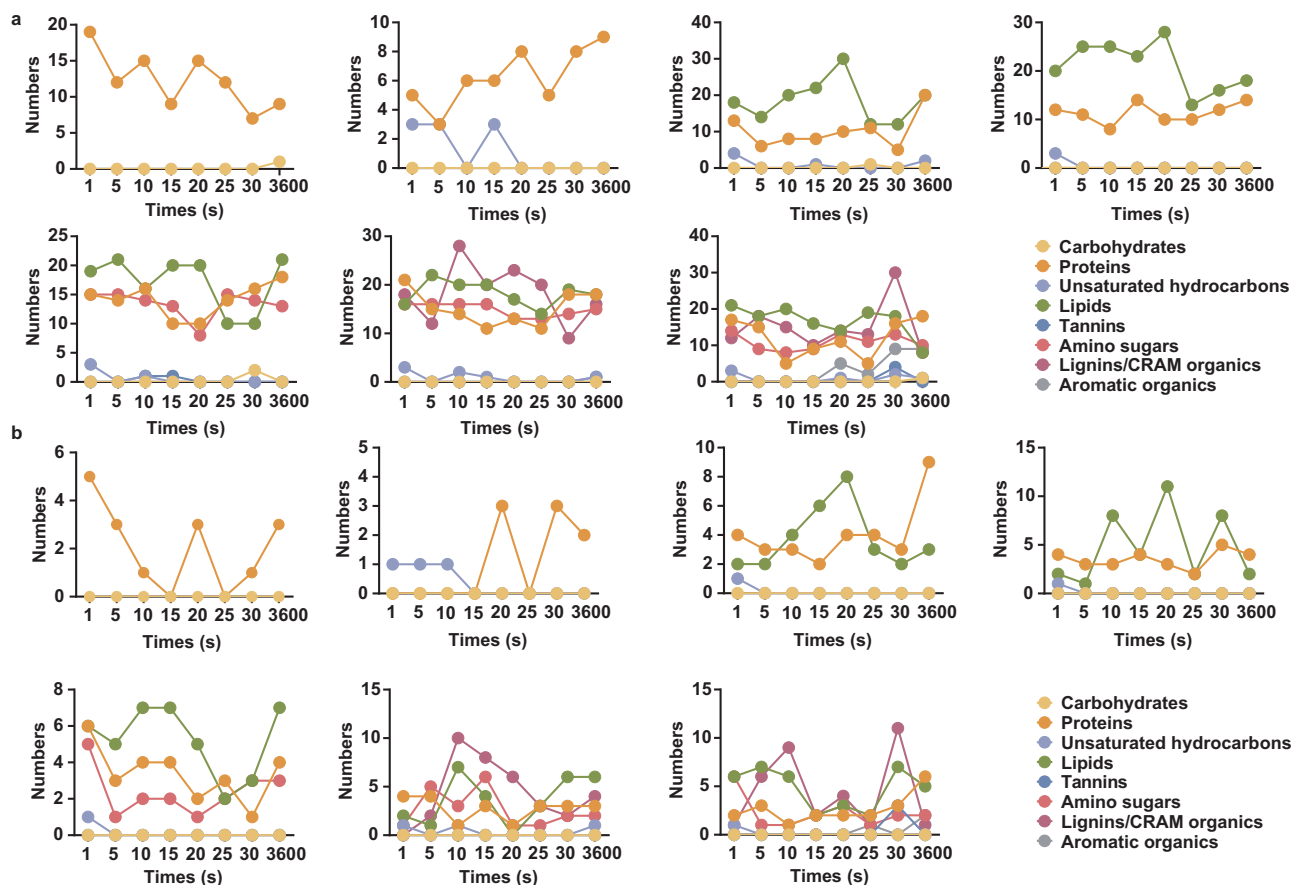 a
Numbers
20
15
10
5
0
1 5 10 15 20 25 30 3600
Times (s)
Numbers
10
8
6
4
2
0
1 5 10 15 20 25 30 3600
Times (s)
Numbers
40
30
20
10
0
1 5 10 15 20 25 30 3600
Times (s)
Numbers
30
20
10
0
1 5 10 15 20 25 30 3600
Times (s)
Numbers
25
20
15
10
5
0
1 5 10 15 20 25 30 3600
Times (s)
Numbers
30
20
10
0
1 5 10 15 20 25 30 3600
Times (s)
Numbers
40
30
20
10
0
1 5 10 15 20 25 30 3600
Times (s)
Carbohydrates
Proteins
Unsaturated hydrocarbons
Lipids
Tannins
Amino sugars
Lignins/CRAM organics
Aromatic organics
b
Numbers
6
4
2
0
1 5 10 15 20 25 30 3600
Times (s)
Numbers
5
4
3
2
1
0
1 5 10 15 20 25 30 3600
Times (s)
Numbers
10
8
6
4
2
0
1 5 10 15 20 25 30 3600
Times (s)
Numbers
15
10
5
0
1 5 10 15 20 25 30 3600
Times (s)
Numbers
8
6
4
2
0
1 5 10 15 20 25 30 3600
Times (s)
Numbers
15
10
5
0
1 5 10 15 20 25 30 3600
Times (s)
Numbers
15
10
5
0
1 5 10 15 20 25 30 3600
Times (s)
Carbohydrates
Proteins
Unsaturated hydrocarbons
Lipids
Tannins
Amino sugars
Lignins/CRAM organics
Aromatic organics